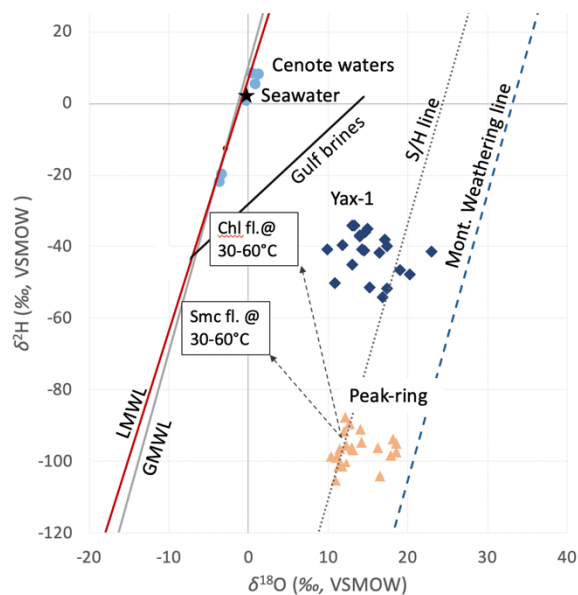 20
0
-20
-40
-60
-80
-100
-120
-20
-10
0
10
20
30
40
δ²H (‰, VSMOW)
δ¹⁸O (‰, VSMOW)
Cenote waters
Seawater
Gulf brines
S/H line
Mont. Weathering line
Yax-1
Chl fl.@
30-60°C
Smc fl. @
30-60°C
Peak-ring
LMWL
GMWL